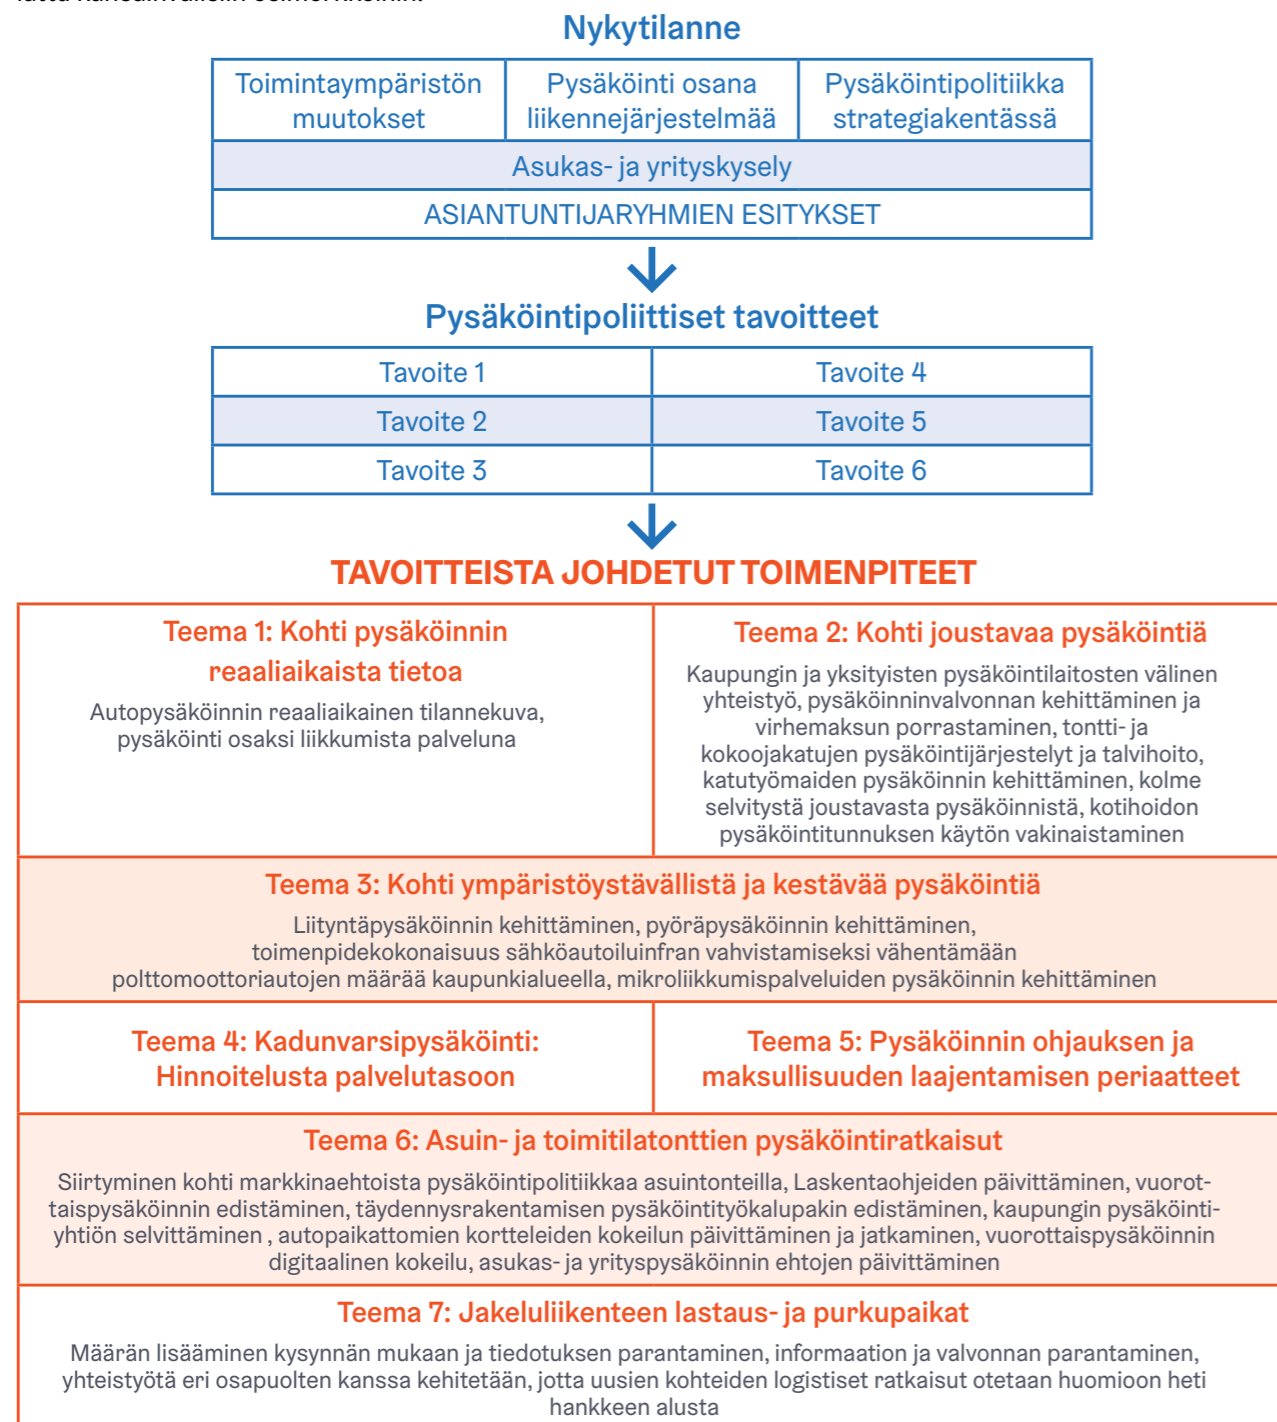 Nykytilanne
Toimintaympäristön
muutokset
Pysäköinti osana
liikennejärjestelmää
Pysäköintipolitiikka
strategiakentässä
Asukas- ja yrityskysely
ASIANTUNTIJARYHMIEN ESITYKSET
Pysäköintipoliittiset tavoitteet
Tavoite 1
Tavoite 4
Tavoite 2
Tavoite 5
Tavoite 3
Tavoite 6
TAVOITTEISTA JOHDETUT TOIMENPITEET
Teema 1: Kohti pysäköinnin
reaaliaikaista tietoa
Autopysäköinnin reaaliaikainen tilannekuva,
pysäköinti osaksi liikkumista palveluna
Teema 2: Kohti joustavaa pysäköintiä
Kaupungin ja yksityisten pysäköintilaitosten välinen
yhteistyö, pysäköinninvalvonnan kehittäminen ja
virhemaksun porrastaminen, tontti- ja
kokoojakatujen pysäköintijärjestelyt ja talvihoito,
katutyömaiden pysäköinnin kehittäminen, kolme
selvitystä joustavasta pysäköinnistä, kotihoidon
pysäköintitunnuksen käytön vakinaistaminen
Teema 3: Kohti ympäristöystävällistä ja kestävää pysäköintiä
Liityntäpysäköinnin kehittäminen, pyöräpysäköinnin kehittäminen,
toimenpidekokonaisuus sähköautoiluinfran vahvistamiseksi vähentämään
polttomoottoriautojen määrää kaupunkialueella, mikroliikkumispalveluiden pysäköinnin kehittäminen
Teema 4: Kadunvarsipysäköinti:
Hinnoitelusta palvelutasoon
Teema 5: Pysäköinnin ohjauksen ja
maksullisuuden laajentamisen periaatteet
Teema 6: Asuin- ja toimitilatonttien pysäköintiratkaisut
Siirtyminen kohti markkinaehtoista pysäköintipolitiikkaa asuintonteilla, Laskentaohjeiden päivittäminen, vuorot-
taispysäköinnin edistäminen, täydennysrakentamisen pysäköintityökalupakin edistäminen, kaupungin pysäköinti-
yhtiön selvittäminen , autopaikattomien kortteleiden kokeilun päivittäminen ja jatkaminen, vuorottaispysäköinnin
digitaalinen kokeilu, asukas- ja yrityspysäköinnin ehtojen päivittäminen
Teema 7: Jakeluliikenteen lastaus- ja purkupaikat
Määrän lisääminen kysynnän mukaan ja tiedotuksen parantaminen, informaation ja valvonnan parantaminen,
yhteistyötä eri osapuolten kanssa kehitetään, jotta uusien kohteiden logistiset ratkaisut otetaan huomioon heti
hankkeen alusta